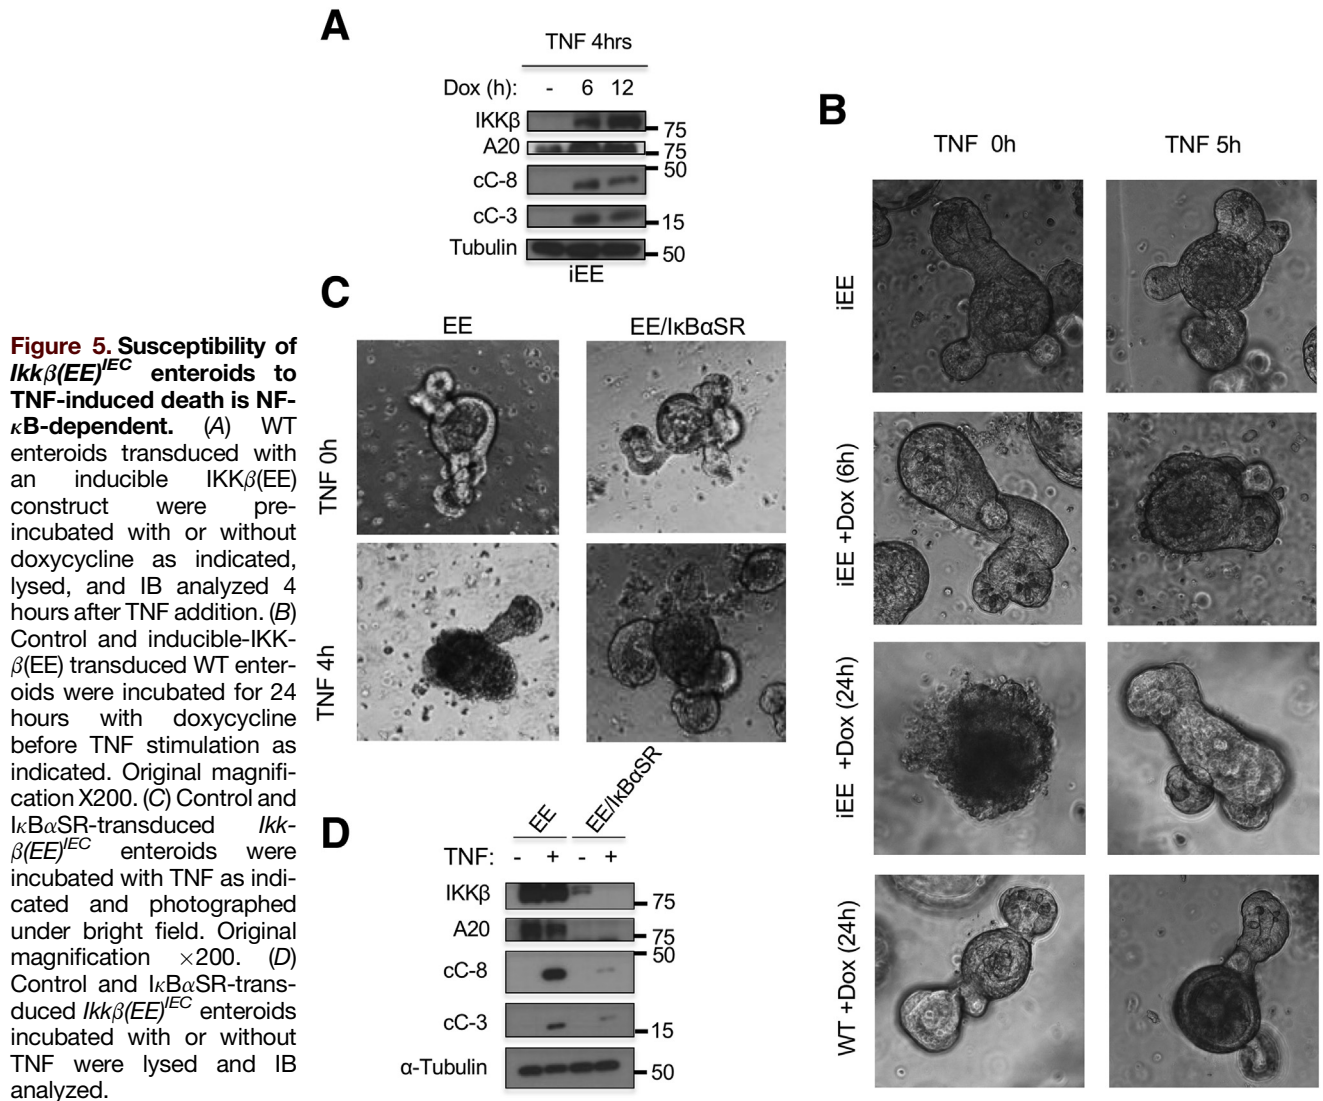 Figure 5. Susceptibility of
Ikkβ(EE)IEC enteroids to
TNF-induced death is NF-
κB-dependent. (A) WT
enteroids transduced with
an inducible IKKβ(EE)
construct were pre-
incubated with or without
doxycycline as indicated,
lysed, and IB analyzed 4
hours after TNF addition. (B)
Control and inducible-IKK-
β(EE) transduced WT enter-
oids were incubated for 24
hours with doxycycline
before TNF stimulation as
indicated. Original magnifi-
cation X200. (C) Control and
IκBαSR-transduced Ikk-
β(EE)IEC enteroids were
incubated with TNF as indi-
cated and photographed
under bright field. Original
magnification ×200. (D)
Control and IκBαSR-trans-
duced Ikkβ(EE)IEC enteroids
incubated with or without
TNF were lysed and IB
analyzed.
A
TNF 4hrs
Dox (h): - 6 12
IKKβ 75
A20 75
50
cC-8
cC-3 15
Tubulin 50
iEE
B
TNF 0h TNF 5h
iEE
iEE +Dox (6h)
iEE +Dox (24h)
WT +Dox (24h)
C
EE EE/IκBαSR
TNF 0h
TNF 4h
D
EE EE/IκBαSR
TNF: - + - +
IKKβ 75
A20 75
50
cC-8
cC-3 15
α-Tubulin 50